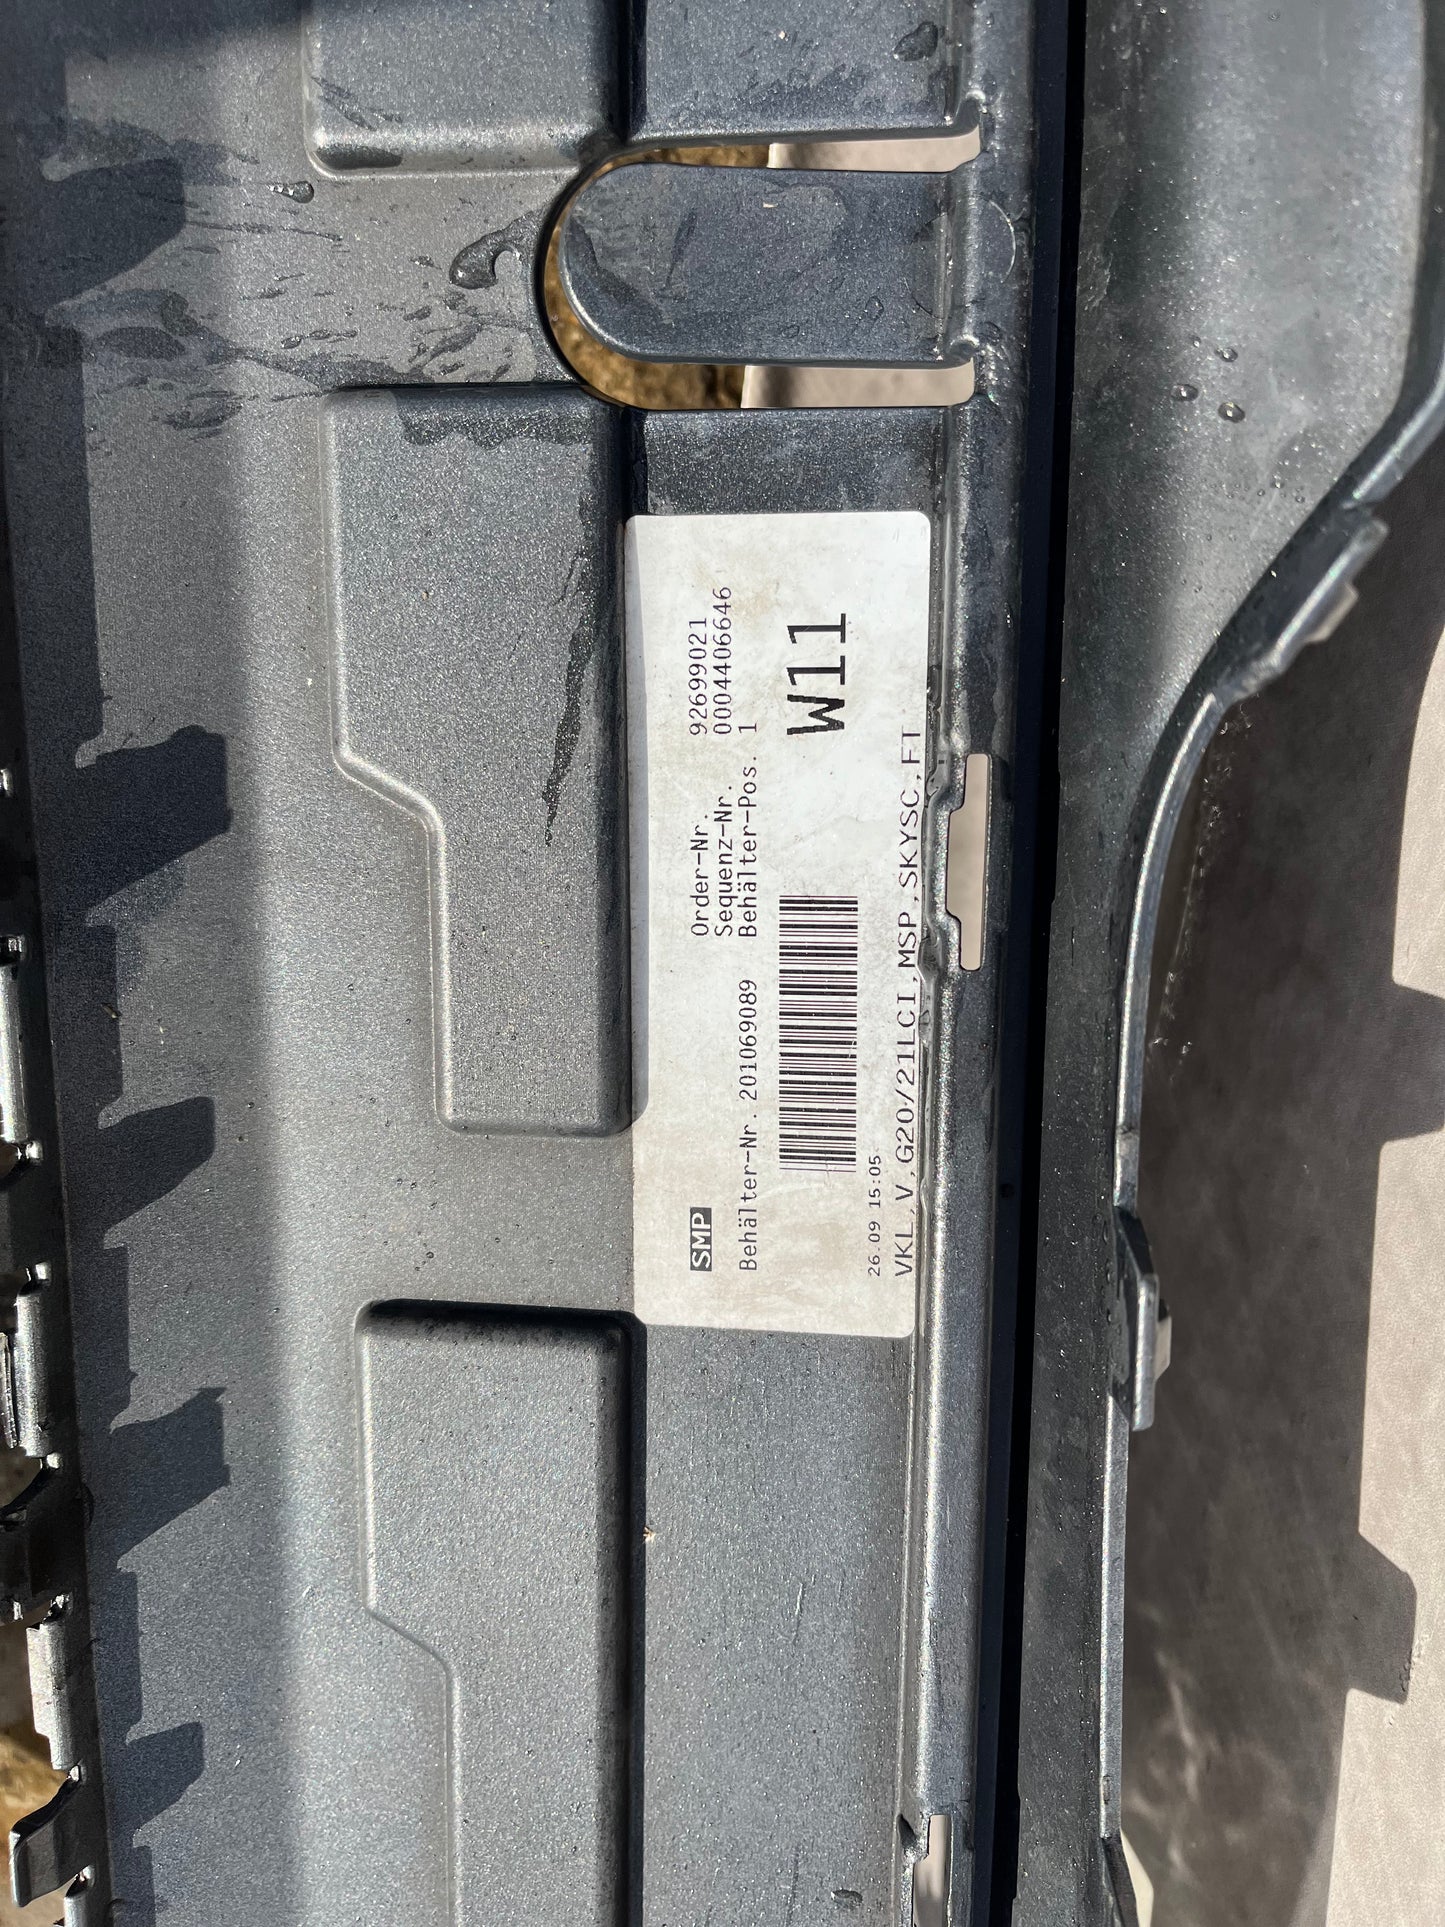 Order-Nr. 92699021
Sequenz-Nr. 0004406646
SMP
Behälter-Nr. 201069089 Behälter-Pos. 1
W11
26.09 15:05
VKL,V,G20/21LCI,MSP,SKYSC,FT